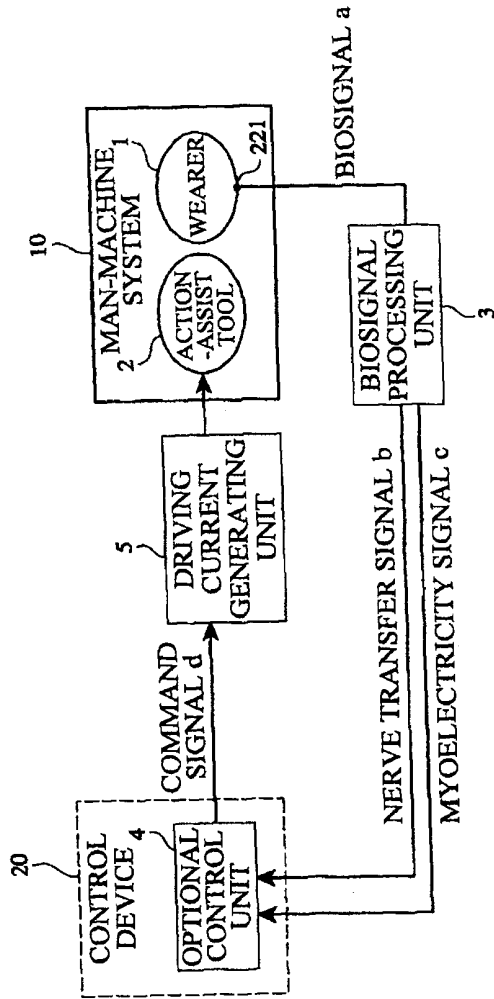 20
CONTROL
DEVICE
4
OPTIONAL
CONTROL
UNIT
COMMAND
SIGNAL d
5
DRIVING
CURRENT
GENERATING
UNIT
10
MAN-MACHINE
SYSTEM
2
ACTION
-ASSIST
TOOL
1
WEARER
221
BIOSIGNAL a
BIOSIGNAL
PROCESSING
UNIT
3
NERVE TRANSFER SIGNAL b
MYOELECTRICITY SIGNAL c